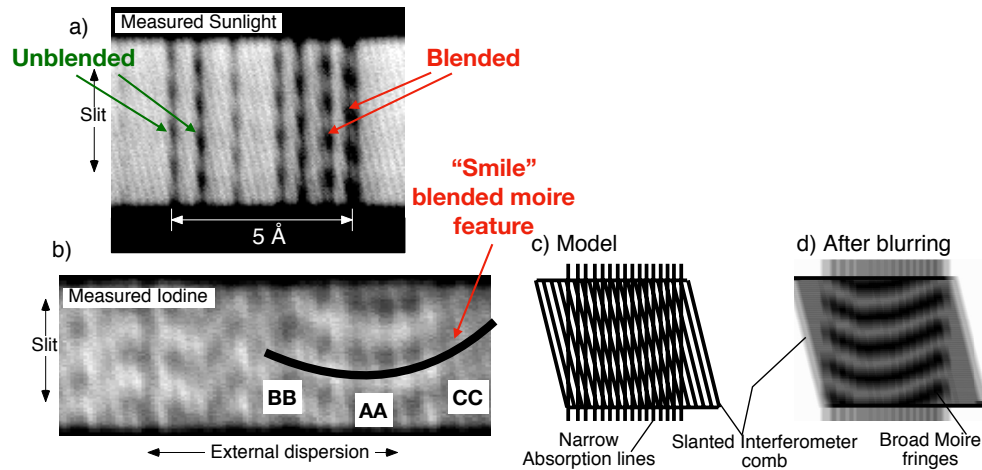 a)
Measured Sunlight
Unblended
Blended
Slit
5 Å
“Smile”
blended moire
feature
b)
Measured Iodine
Slit
BB
AA
CC
External dispersion
c) Model
Narrow
Absorption lines
Slanted Interferometer
comb
d) After blurring
Broad Moire
fringes